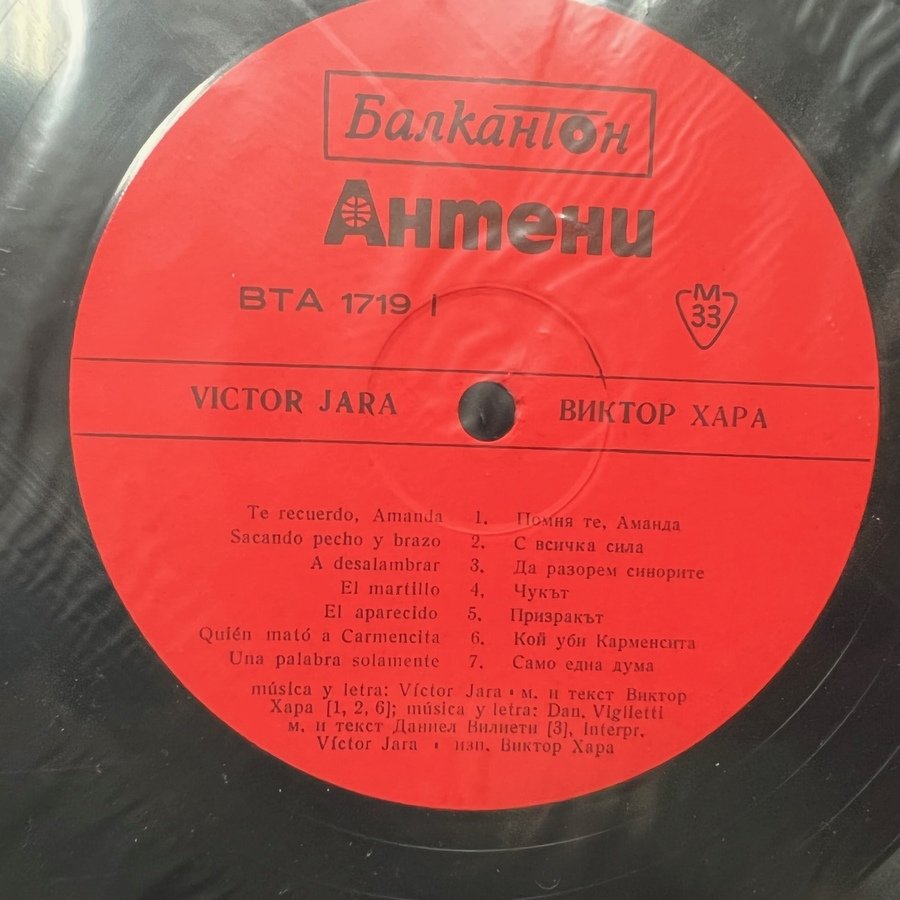 Балкантон
Антени
ВТА 1719 I
М
33
VICTOR JARA ВИКТОР ХАРА
Te recuerdo, Amanda 1. Помня те, Аманда
Sacando pecho y brazo 2. С всичка сила
A desalambrar 3. Да разорем синорите
El martillo 4. Чукът
El aparecido 5. Призракът
Quién mató a Carmencita 6. Кой уби Карменсита
Una palabra solamente 7. Само една дума
música y letra: Víctor Jara • м. и текст Виктор
Хара [1, 2, 6]; música y letra: Dan. Viglietti
м. и текст Даниел Вилиети [3], Interpr.
Víctor Jara • изп. Виктор Хара